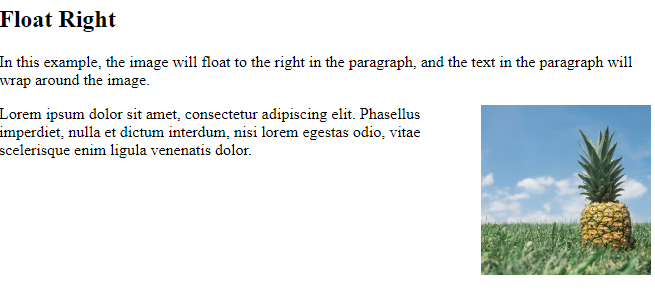 Float Right
In this example, the image will float to the right in the paragraph, and the text in the paragraph will
wrap around the image.
Lorem ipsum dolor sit amet, consectetur adipiscing elit. Phasellus
imperdiet, nulla et dictum interdum, nisi lorem egestas odio, vitae
scelerisque enim ligula venenatis dolor.